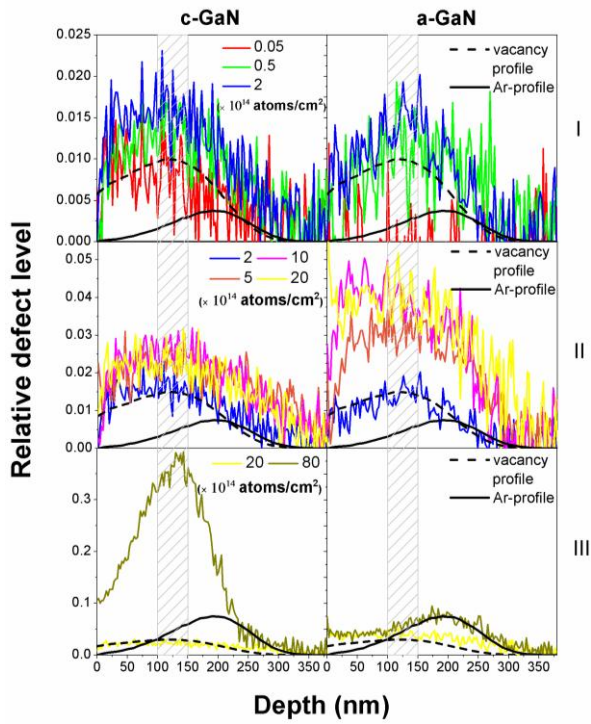 c-GaN
a-GaN
Relative defect level
0.025
0.020
0.015
0.010
0.005
0.000
0.05
0.5
2
(× 10¹⁴ atoms/cm²)
vacancy
profile
Ar-profile
I
0.05
0.04
0.03
0.02
0.01
0.00
2 10
5 20
(× 10¹⁴ atoms/cm²)
vacancy
profile
Ar-profile
II
0.3
0.2
0.1
0.0
20 80
(× 10¹⁴ atoms/cm²)
vacancy
profile
Ar-profile
III
0 50 100 150 200 250 300 350
0 50 100 150 200 250 300 350
Depth (nm)